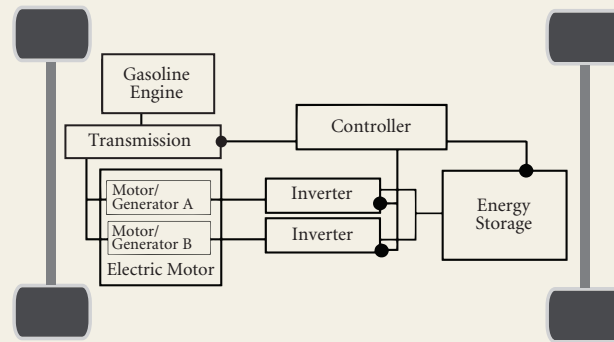 Gasoline
Engine
Transmission
Controller
Motor/
Generator A
Motor/
Generator B
Electric Motor
Inverter
Inverter
Energy
Storage